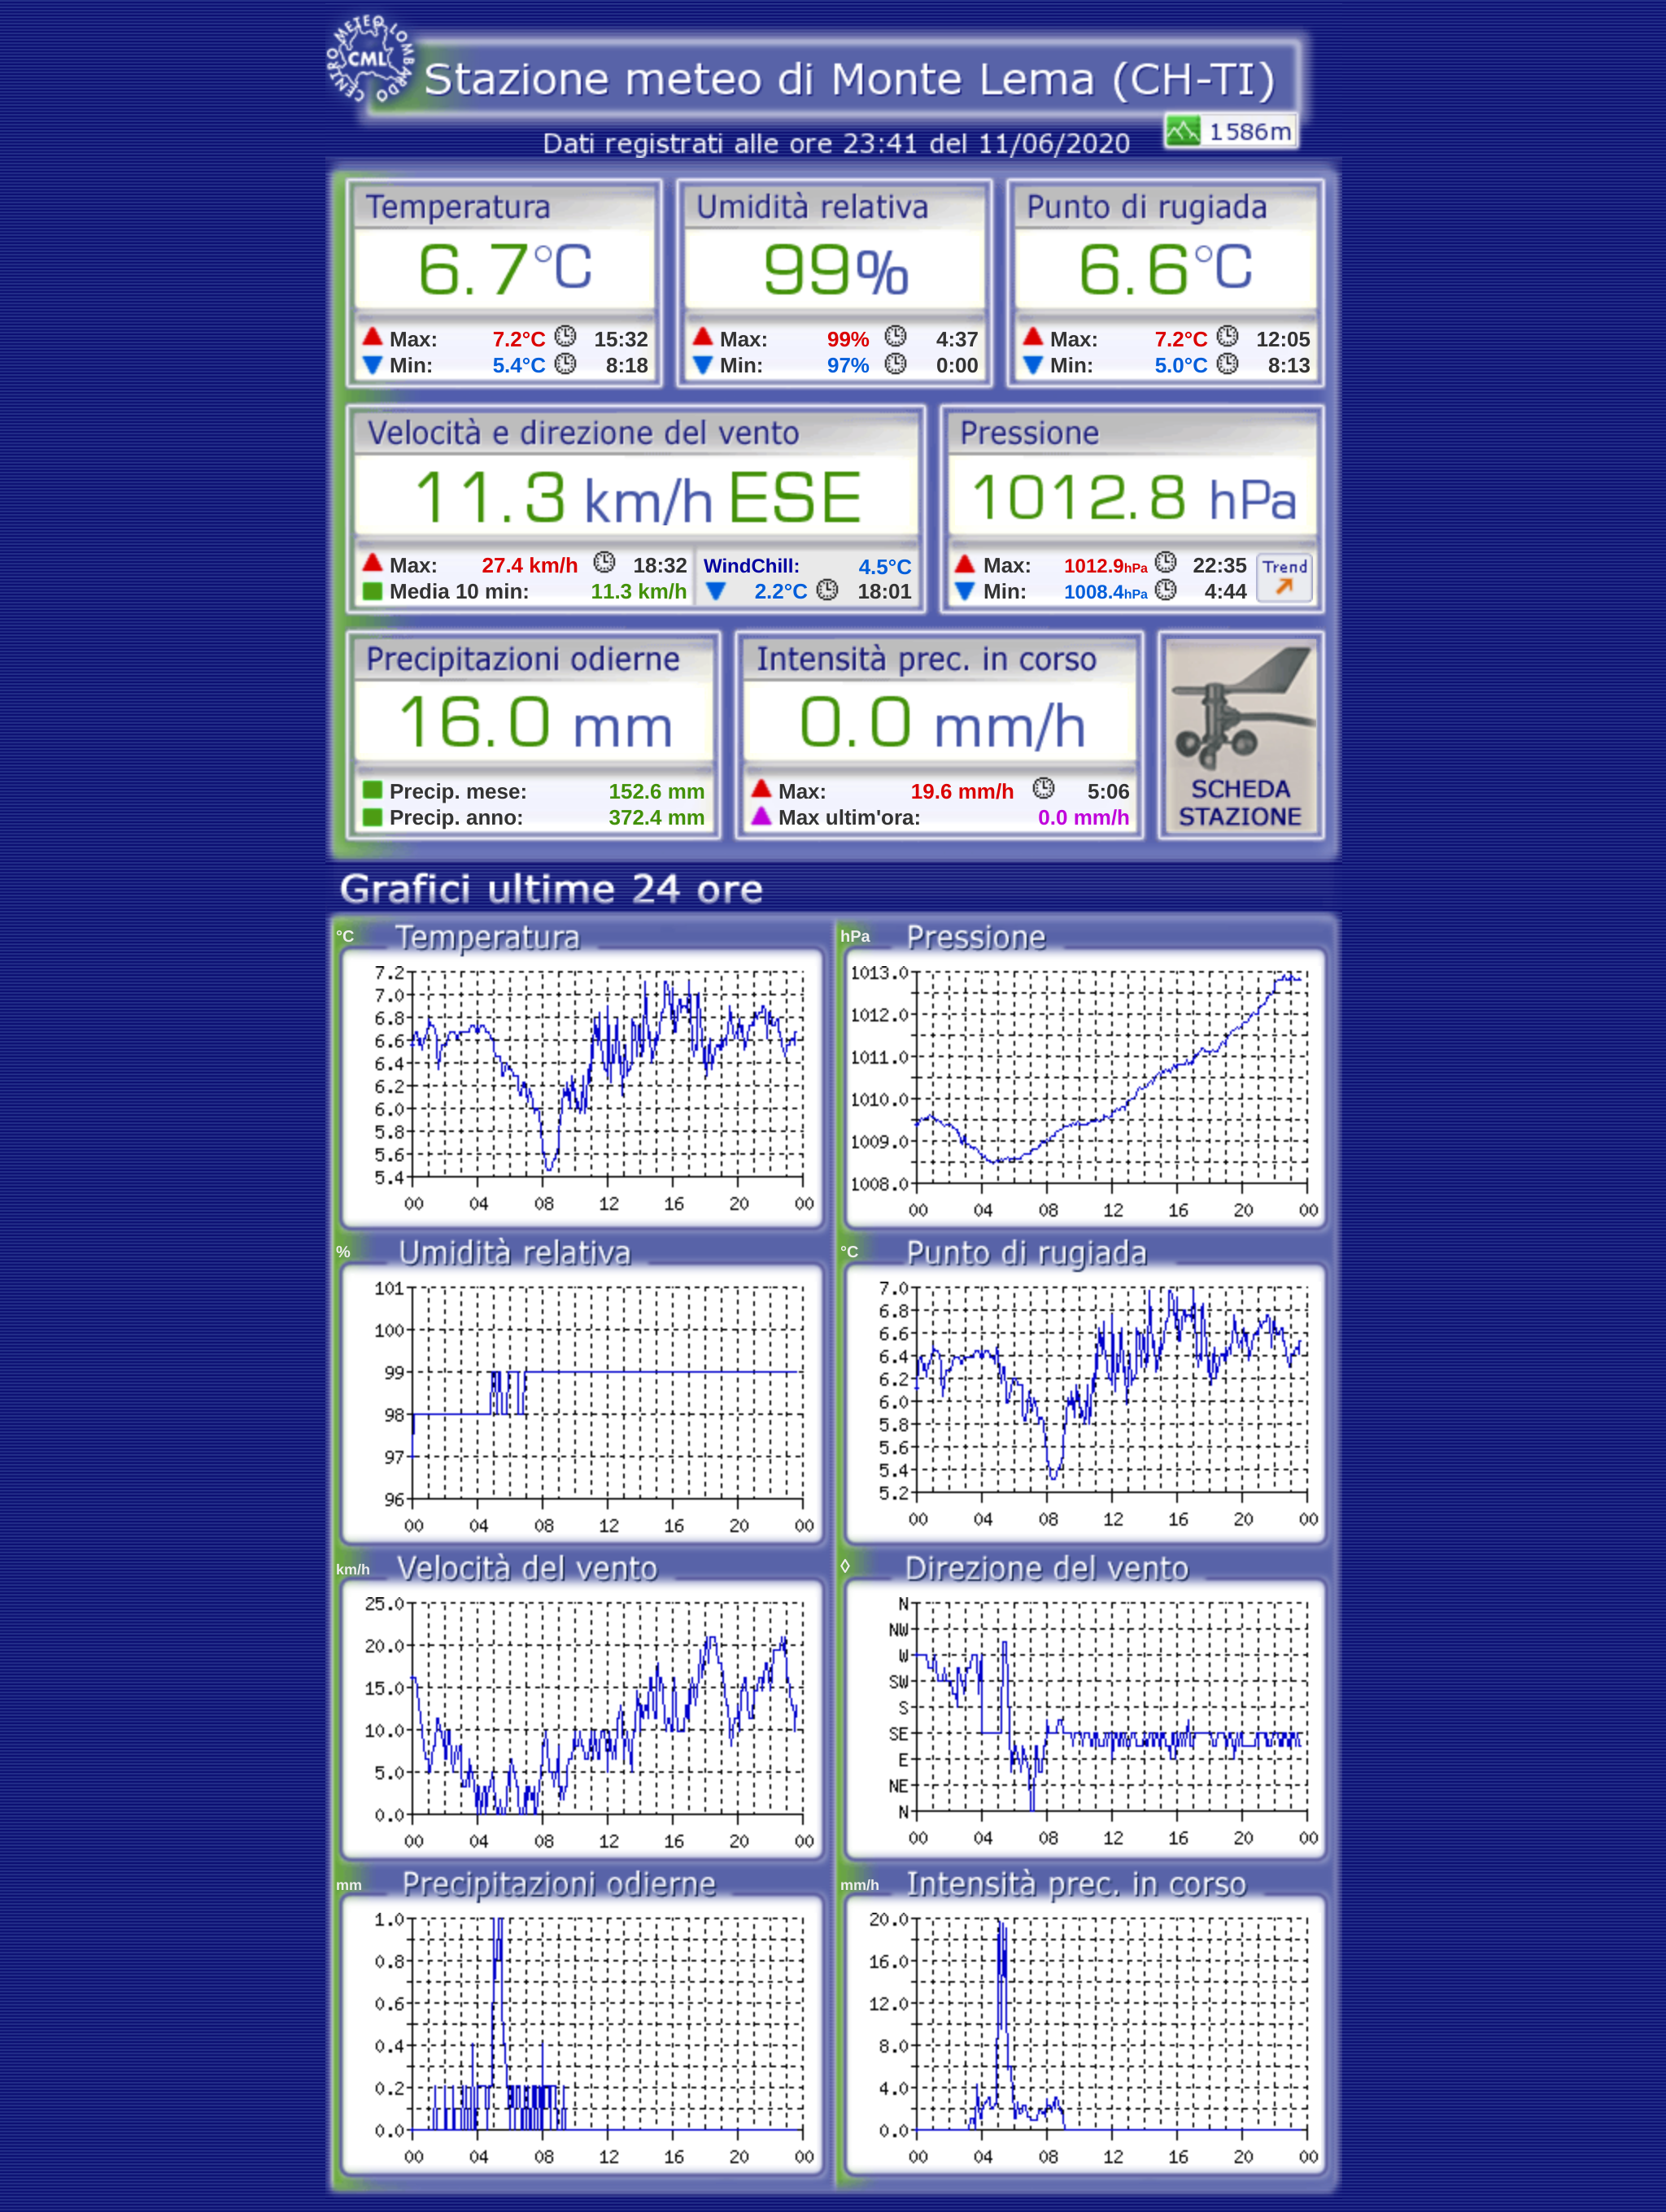 CENTRO METEO LOMBARDO
CML
Stazione meteo di Monte Lema (CH-TI)
Dati registrati alle ore 23:41 del 11/06/2020
1586m
Temperatura
6.7°C
Max: 7.2°C 15:32
Min: 5.4°C 8:18
Umidità relativa
99%
Max: 99% 4:37
Min: 97% 0:00
Punto di rugiada
6.6°C
Max: 7.2°C 12:05
Min: 5.0°C 8:13
Velocità e direzione del vento
11.3 km/h ESE
Max: 27.4 km/h 18:32
Media 10 min: 11.3 km/h
WindChill: 4.5°C
2.2°C 18:01
Pressione
1012.8 hPa
Max: 1012.9hPa 22:35
Min: 1008.4hPa 4:44
Trend
Precipitazioni odierne
16.0 mm
Precip. mese: 152.6 mm
Precip. anno: 372.4 mm
Intensità prec. in corso
0.0 mm/h
Max: 19.6 mm/h 5:06
Max ultim'ora: 0.0 mm/h
SCHEDA
STAZIONE
Grafici ultime 24 ore
°C Temperatura
7.2
7.0
6.8
6.6
6.4
6.2
6.0
5.8
5.6
5.4
00 04 08 12 16 20 00
hPa Pressione
1013.0
1012.0
1011.0
1010.0
1009.0
1008.0
00 04 08 12 16 20 00
% Umidità relativa
101
100
99
98
97
96
00 04 08 12 16 20 00
°C Punto di rugiada
7.0
6.8
6.6
6.4
6.2
6.0
5.8
5.6
5.4
5.2
00 04 08 12 16 20 00
km/h Velocità del vento
25.0
20.0
15.0
10.0
5.0
0.0
00 04 08 12 16 20 00
◊ Direzione del vento
N
NW
W
SW
S
SE
E
NE
N
00 04 08 12 16 20 00
mm Precipitazioni odierne
1.0
0.8
0.6
0.4
0.2
0.0
00 04 08 12 16 20 00
mm/h Intensità prec. in corso
20.0
16.0
12.0
8.0
4.0
0.0
00 04 08 12 16 20 00